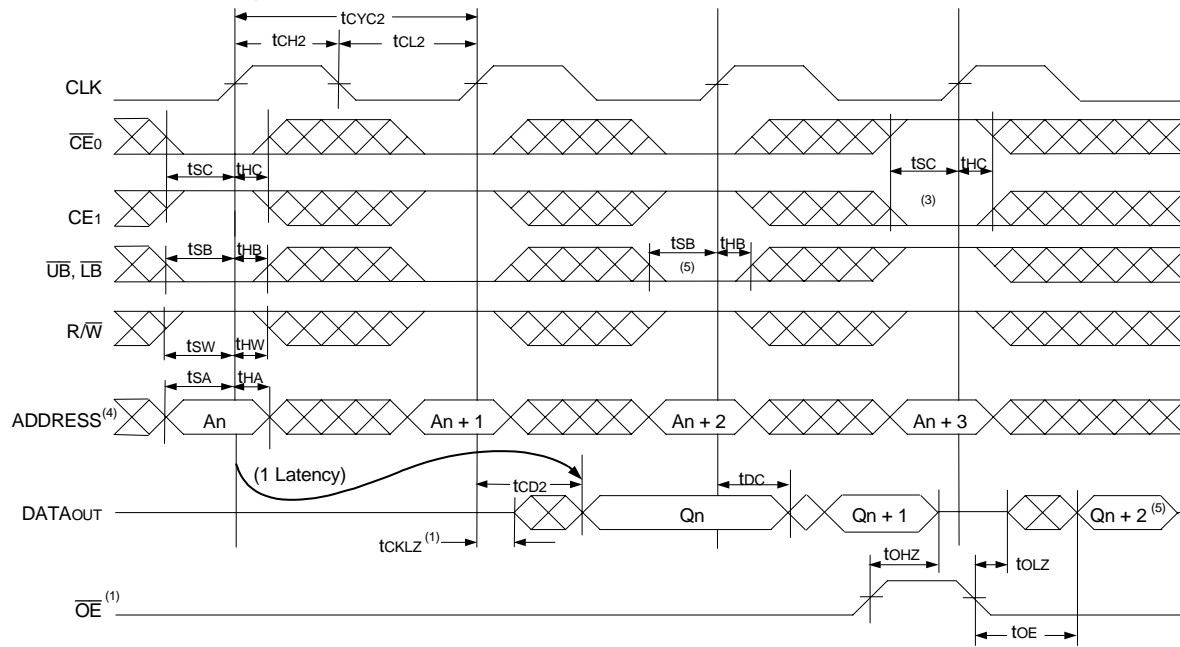 tCYC2
tCH2 tCL2
CLK
CE0
tSC tHC tSC tHC
CE1 (3)
tSB tHB tSB tHB
UB, LB (5)
R/W
tSW tHW
tSA tHA
ADDRESS(4) An An + 1 An + 2 An + 3
(1 Latency) tCD2 tDC
DATAOUT Qn Qn + 1 Qn + 2 (5)
tCKLZ (1) tOHZ tOLZ
OE (1)
tOE